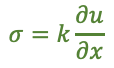 σ = k ∂u/∂x